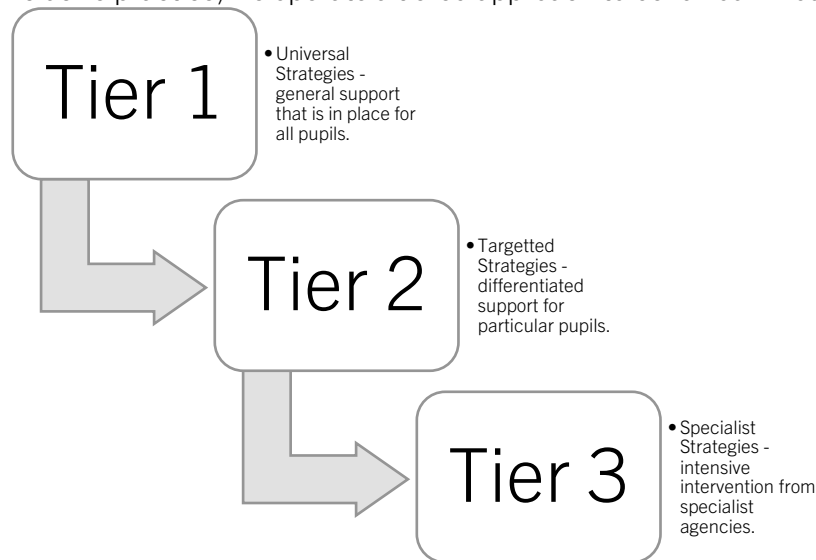 Tier 1
• Universal
Strategies -
general support
that is in place for
all pupils.
Tier 2
• Targetted
Strategies -
differentiated
support for
particular pupils.
Tier 3
• Specialist
Strategies -
intensive
intervention from
specialist
agencies.